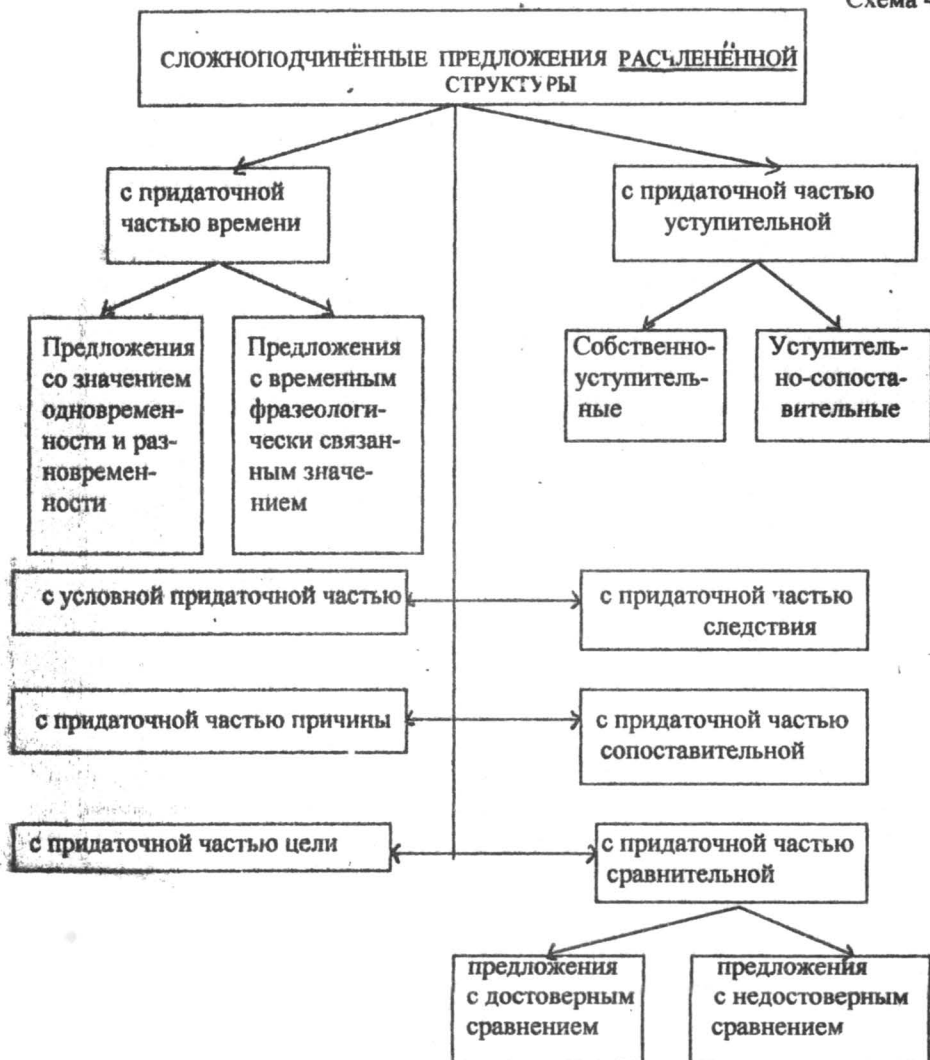 Схема -
СЛОЖНОПОДЧИНЁННЫЕ ПРЕДЛОЖЕНИЯ РАСЧЛЕНЁННОЙ
СТРУКТУРЫ
с придаточной
частью времени
с придаточной частью
уступительной
Предложения
со значением
одновремен-
ности и раз-
новремен-
ности
Предложения
с временным
фразеологи-
чески связан-
ным значе-
нием
Собственно-
уступитель-
ные
Уступитель-
но-сопоста-
вительные
с условной придаточной частью
с придаточной частью
следствия
с придаточной частью причины
с придаточной частью
сопоставительной
с придаточной частью цели
с придаточной частью
сравнительной
предложения
с достоверным
сравнением
предложения
с недостоверным
сравнением